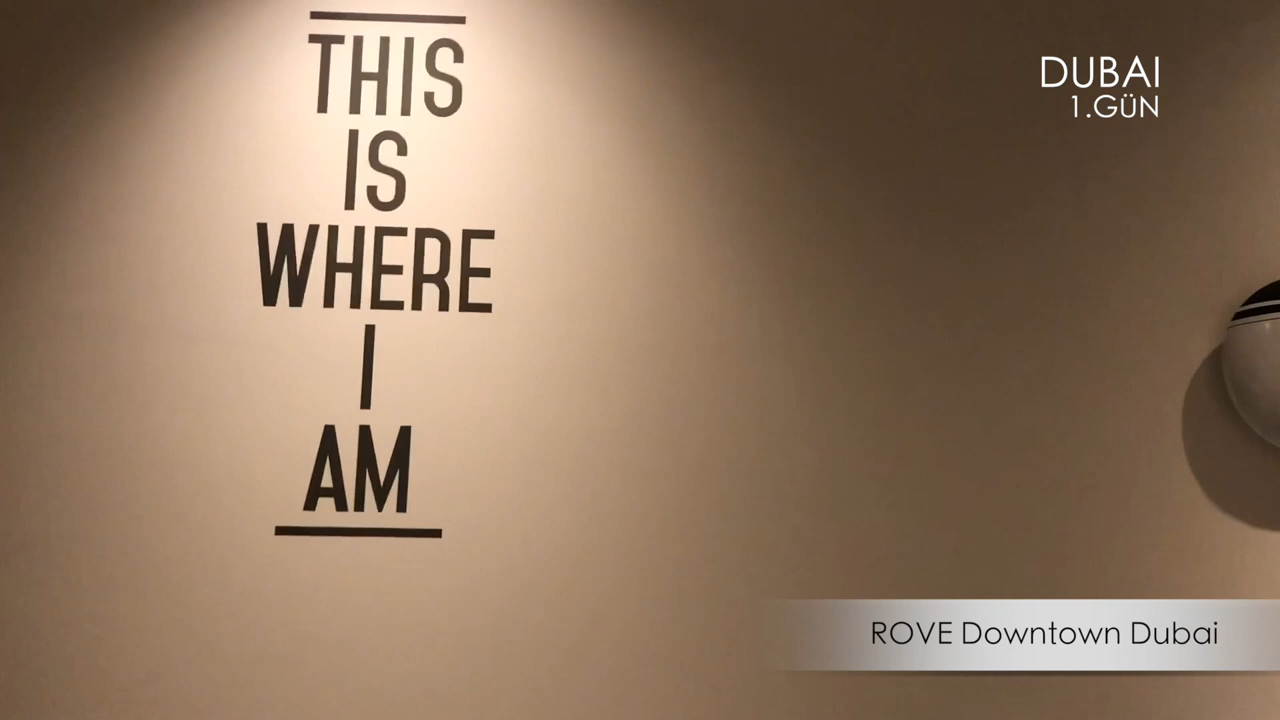 THIS
IS
WHERE
I
AM
DUBAI
1.GÜN
ROVE Downtown Dubai